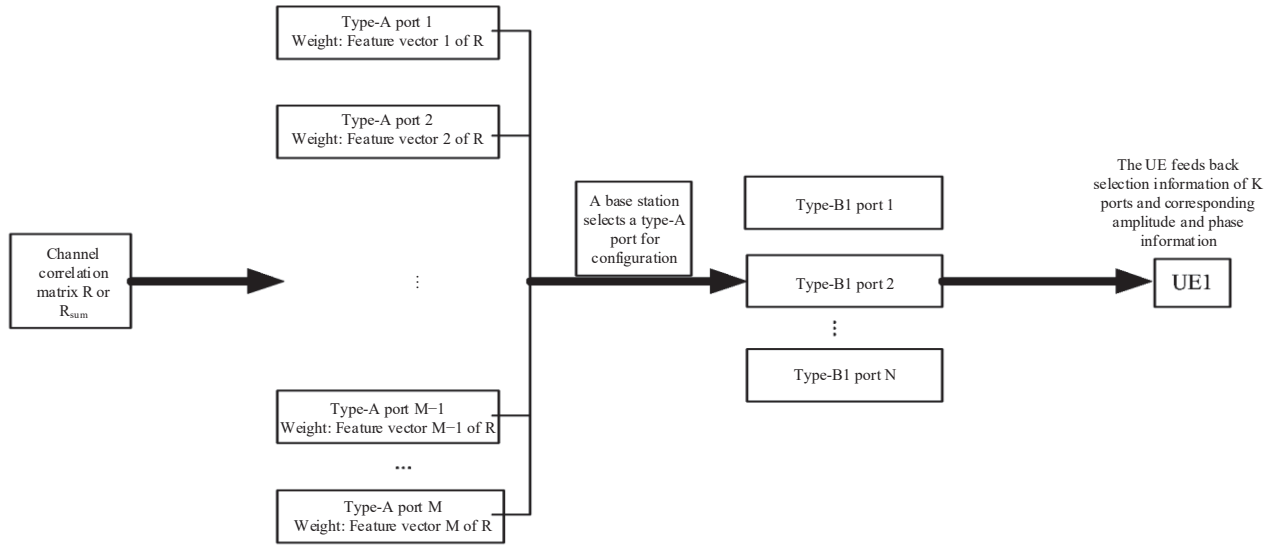 Channel
correlation
matrix R or
Rsum
Type-A port 1
Weight: Feature vector 1 of R
Type-A port 2
Weight: Feature vector 2 of R
⋮
Type-A port M−1
Weight: Feature vector M−1 of R
...
Type-A port M
Weight: Feature vector M of R
A base station
selects a type-A
port for
configuration
Type-B1 port 1
Type-B1 port 2
⋮
Type-B1 port N
The UE feeds back
selection information of K
ports and corresponding
amplitude and phase
information
UE1